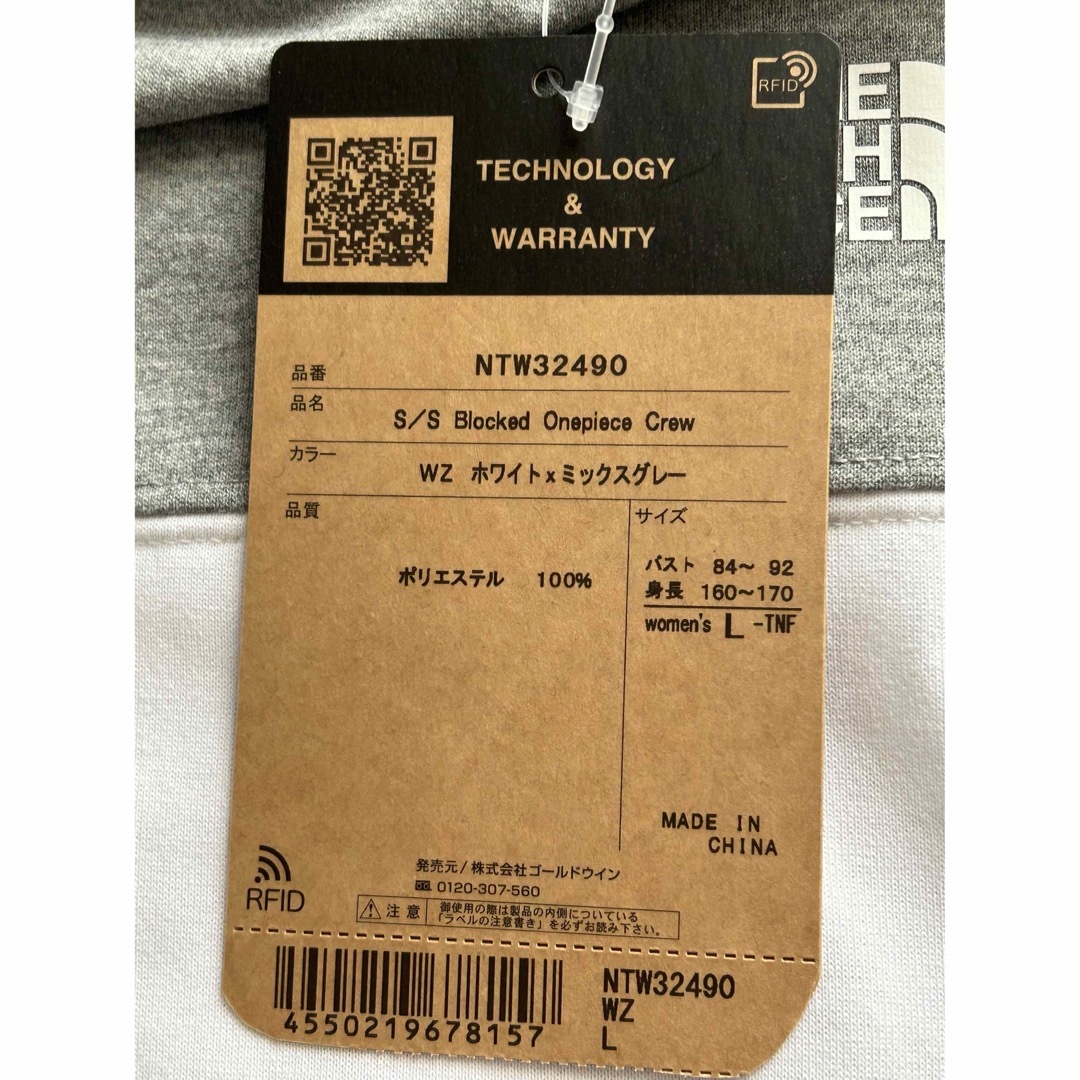 RFID
E
H
CE
TECHNOLOGY
&
WARRANTY
品番 NTW32490
品名 S/S Blocked Onepiece Crew
カラー WZ ホワイトxミックスグレー
品質
ポリエステル 100%
サイズ
バスト 84~ 92
身長 160~170
women's L -TNF
MADE IN
CHINA
発売元/株式会社ゴールドウイン
0120-307-560
RFID
注意
御使用の際は製品の内側についている
「ラベルの注意書き」を必ずお読み下さい。
4550219678157
NTW32490
WZ
L